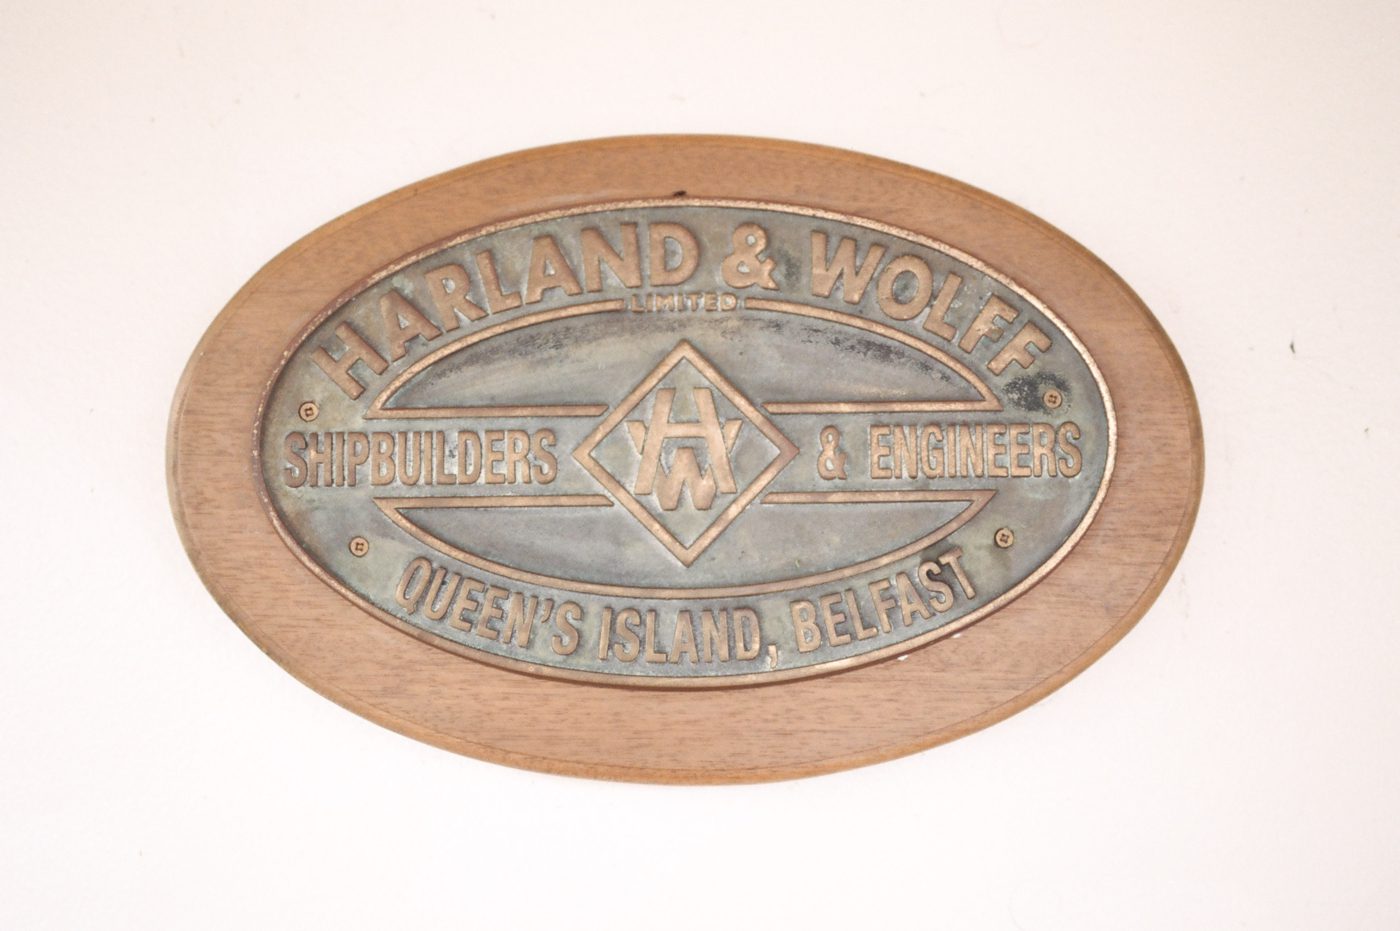 HARLAND & WOLFF
LIMITED
SHIPBUILDERS HW & ENGINEERS
QUEEN'S ISLAND, BELFAST